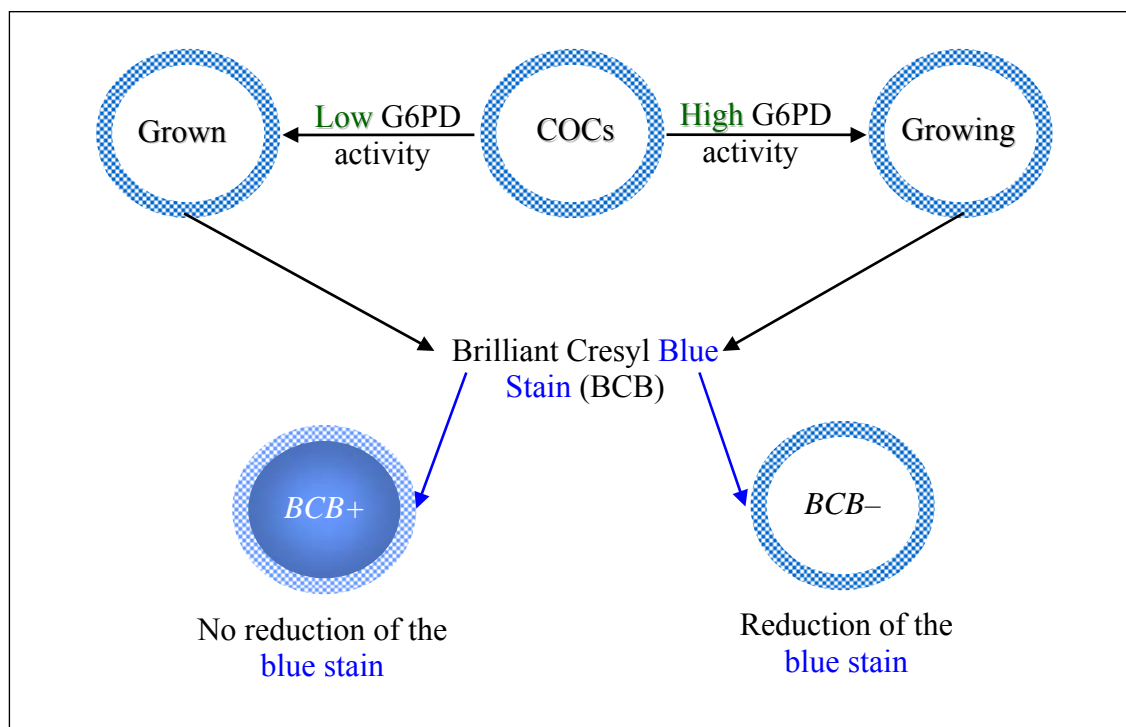 Grown
Low G6PD
activity
COCs
High G6PD
activity
Growing
Brilliant Cresyl Blue
Stain (BCB)
BCB+
BCB–
No reduction of the
blue stain
Reduction of the
blue stain